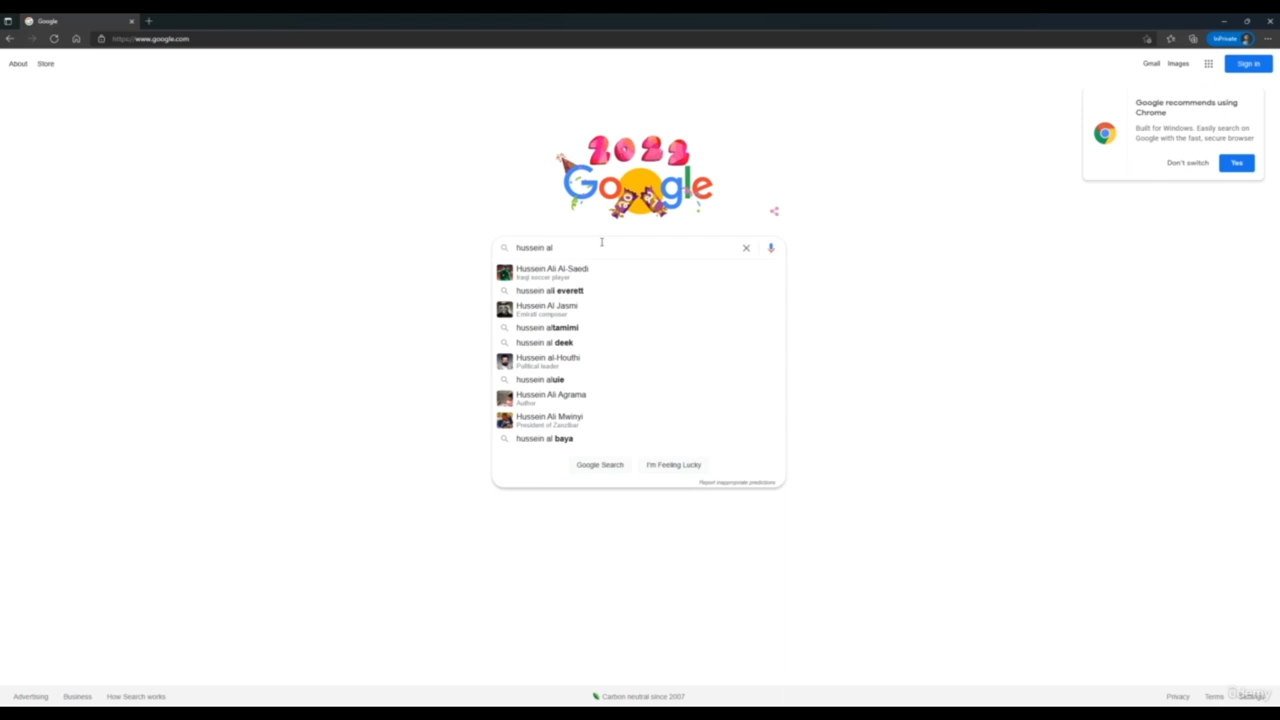 Google
https://www.google.com
InPrivate
About
Store
Gmail
Images
Sign in
Google recommends using
Chrome
Built for Windows. Easily search on
Google with the fast, secure browser
Don't switch
Yes
2022
Google
hussein al
Hussein Ali Al-Saedi
Iraqi soccer player
hussein ali everett
Hussein Al Jasmi
Emirati composer
hussein altamimi
hussein al deek
Hussein al-Houthi
Political leader
hussein aluie
Hussein Ali Agrama
Author
Hussein Ali Mwinyi
President of Zanzibar
hussein al baya
Google Search
I'm Feeling Lucky
Report inappropriate predictions
Advertising
Business
How Search works
Carbon neutral since 2007
Privacy
Terms
Settings
Udemy